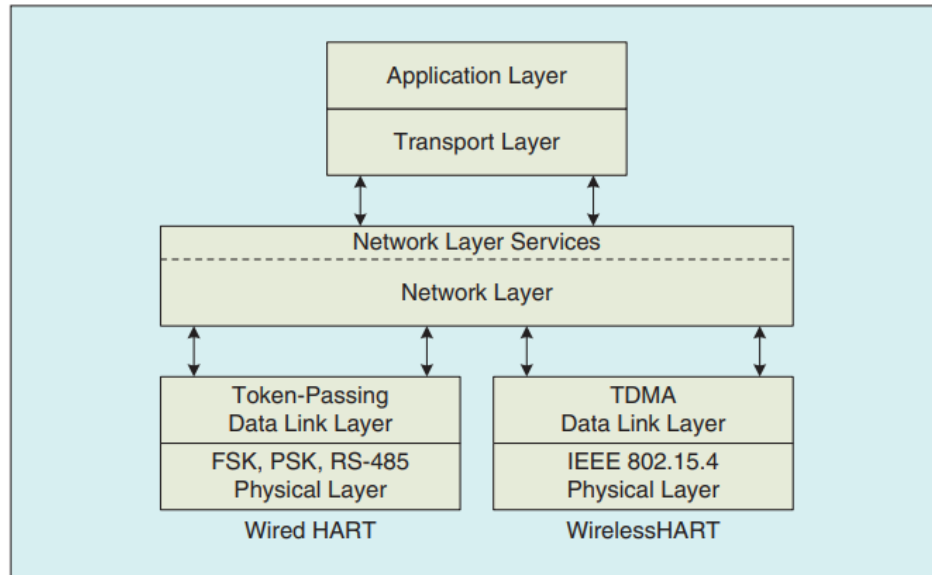 Application Layer
Transport Layer
Network Layer Services
Network Layer
Token-Passing
Data Link Layer
FSK, PSK, RS-485
Physical Layer
Wired HART
TDMA
Data Link Layer
IEEE 802.15.4
Physical Layer
WirelessHART